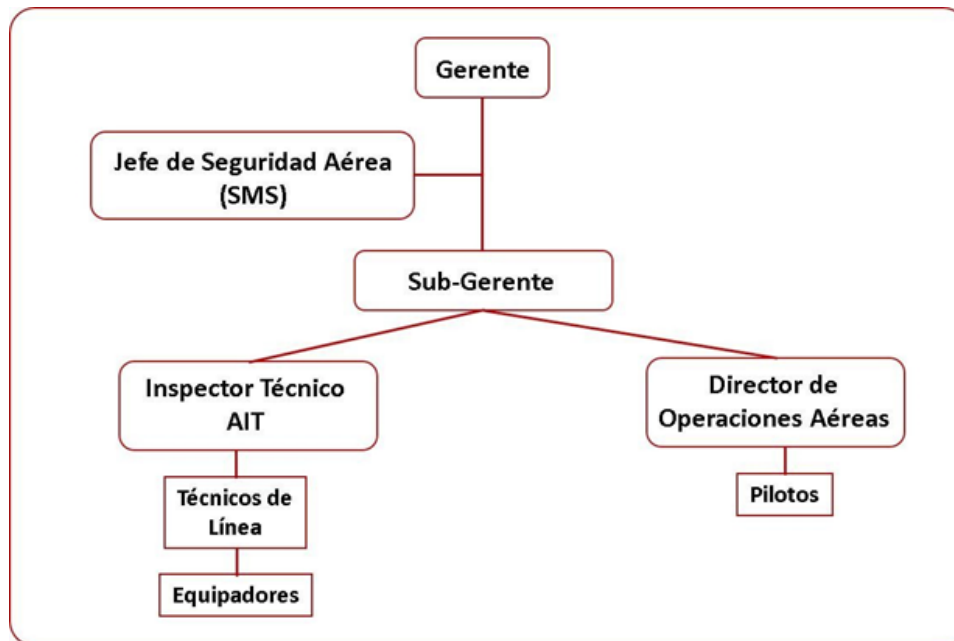 Gerente
Jefe de Seguridad Aérea
(SMS)
Sub-Gerente
Inspector Técnico
AIT
Director de
Operaciones Aéreas
Técnicos de
Línea
Pilotos
Equipadores